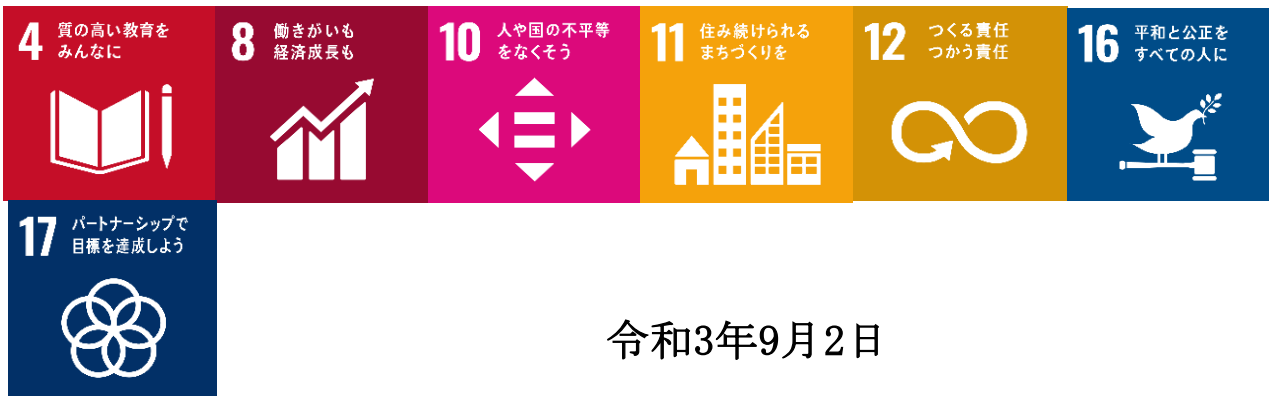 4 質の高い教育を
みんなに
8 働きがいも
経済成長も
10 人や国の不平等
をなくそう
11 住み続けられる
まちづくりを
12 つくる責任
つかう責任
16 平和と公正を
すべての人に
17 パートナーシップで
目標を達成しよう
令和3年9月2日